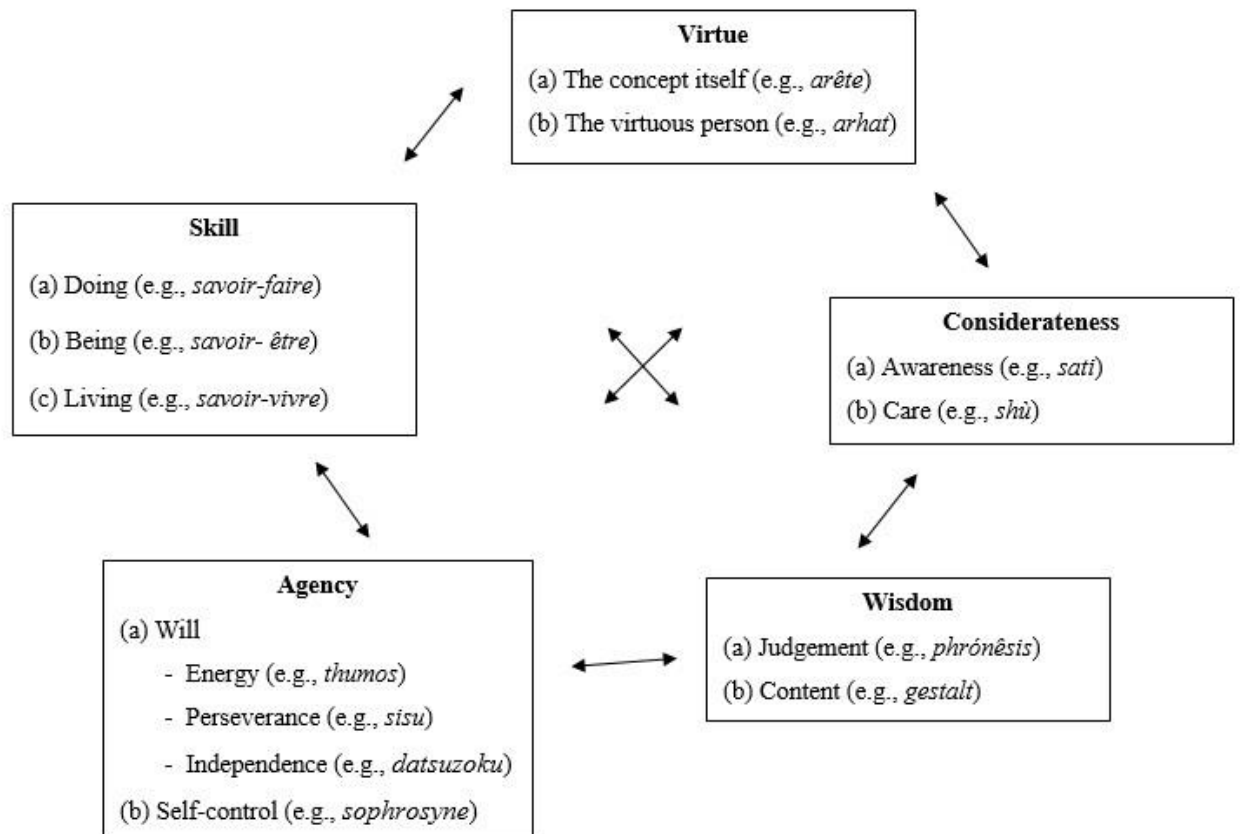 Virtue
(a) The concept itself (e.g., arête)
(b) The virtuous person (e.g., arhat)
Skill
(a) Doing (e.g., savoir-faire)
(b) Being (e.g., savoir- être)
(c) Living (e.g., savoir-vivre)
Considerateness
(a) Awareness (e.g., sati)
(b) Care (e.g., shù)
Agency
(a) Will
- Energy (e.g., thumos)
- Perseverance (e.g., sisu)
- Independence (e.g., datsuzoku)
(b) Self-control (e.g., sophrosyne)
Wisdom
(a) Judgement (e.g., phrónêsis)
(b) Content (e.g., gestalt)